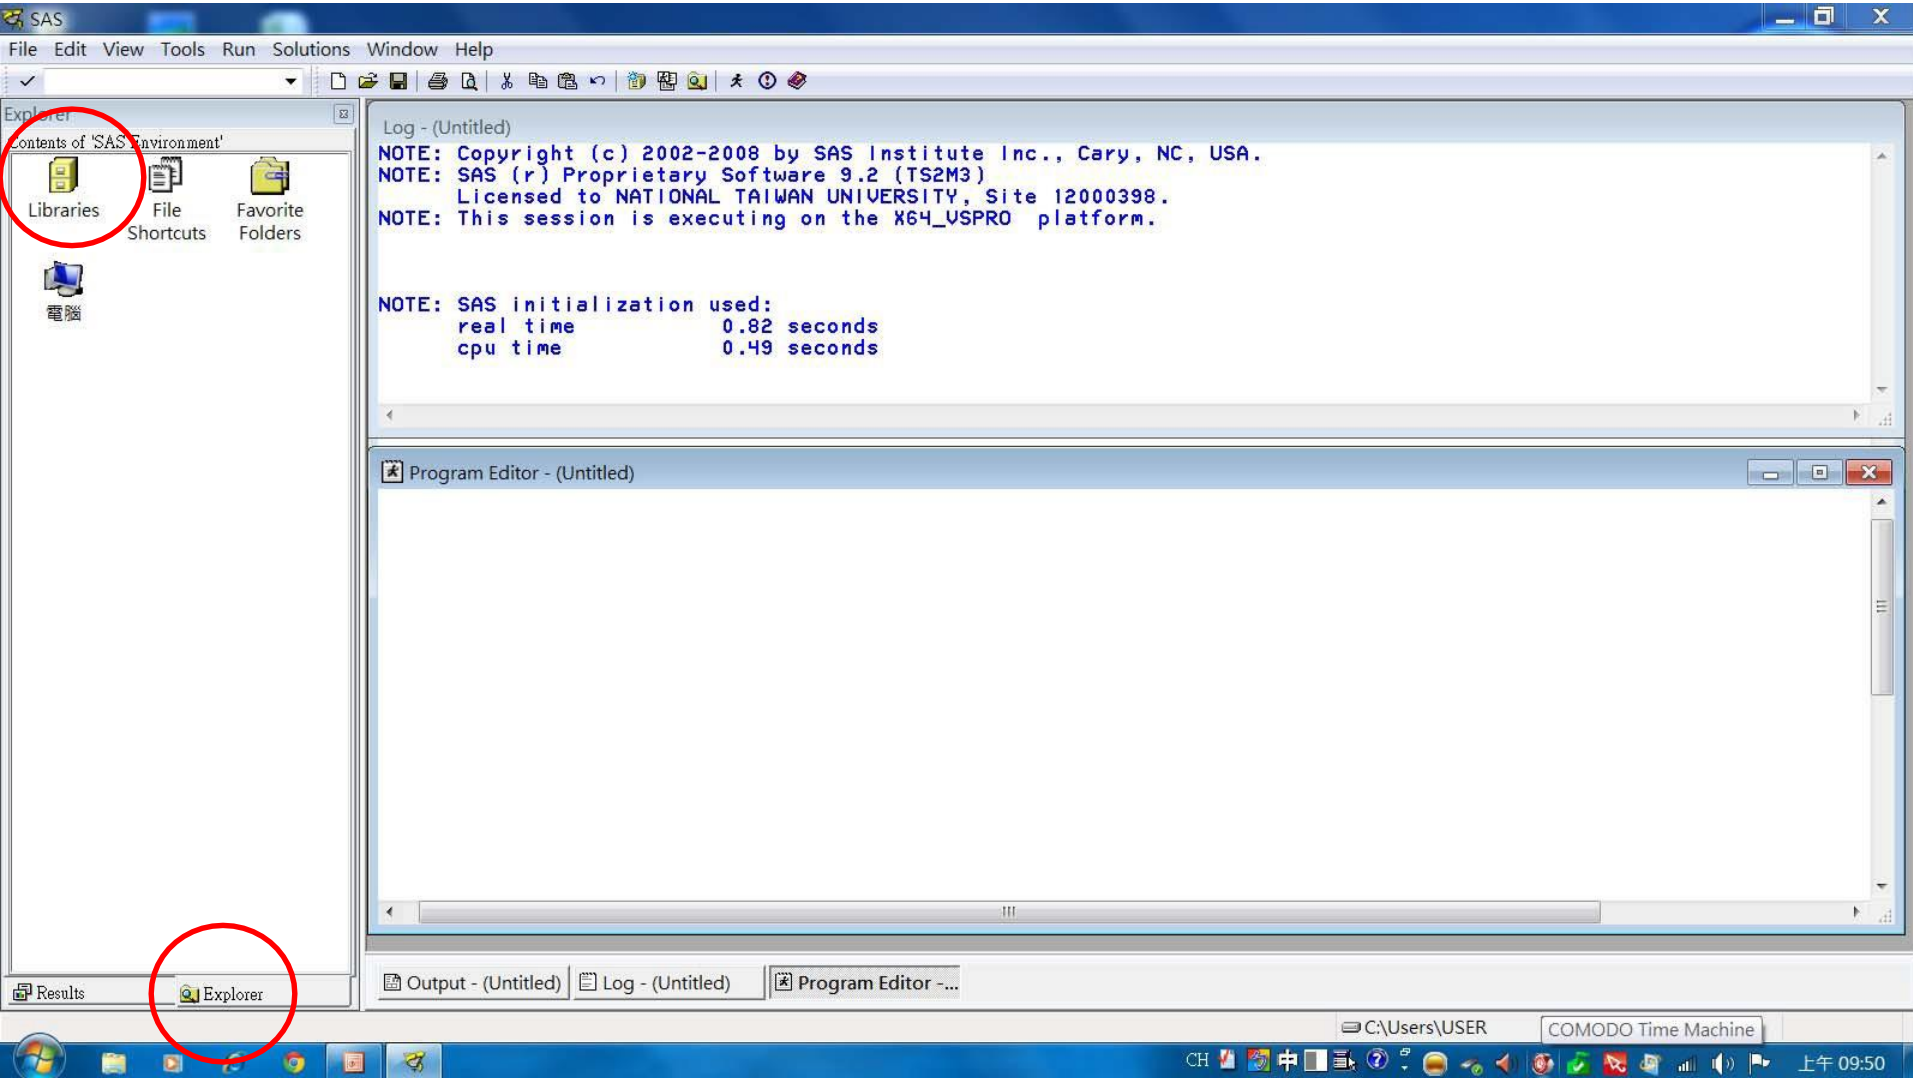 SAS
File Edit View Tools Run Solutions Window Help
Explorer
Contents of 'SAS Environment'
Libraries
File Shortcuts
Favorite Folders
電腦
Log - (Untitled)
NOTE: Copyright (c) 2002-2008 by SAS Institute Inc., Cary, NC, USA.
NOTE: SAS (r) Proprietary Software 9.2 (TS2M3)
Licensed to NATIONAL TAIWAN UNIVERSITY, Site 12000398.
NOTE: This session is executing on the X64_VSPRO platform.
NOTE: SAS initialization used:
real time 0.82 seconds
cpu time 0.49 seconds
Program Editor - (Untitled)
Results
Explorer
Output - (Untitled)
Log - (Untitled)
Program Editor -...
C:\Users\USER
COMODO Time Machine
CH
中
上午 09:50